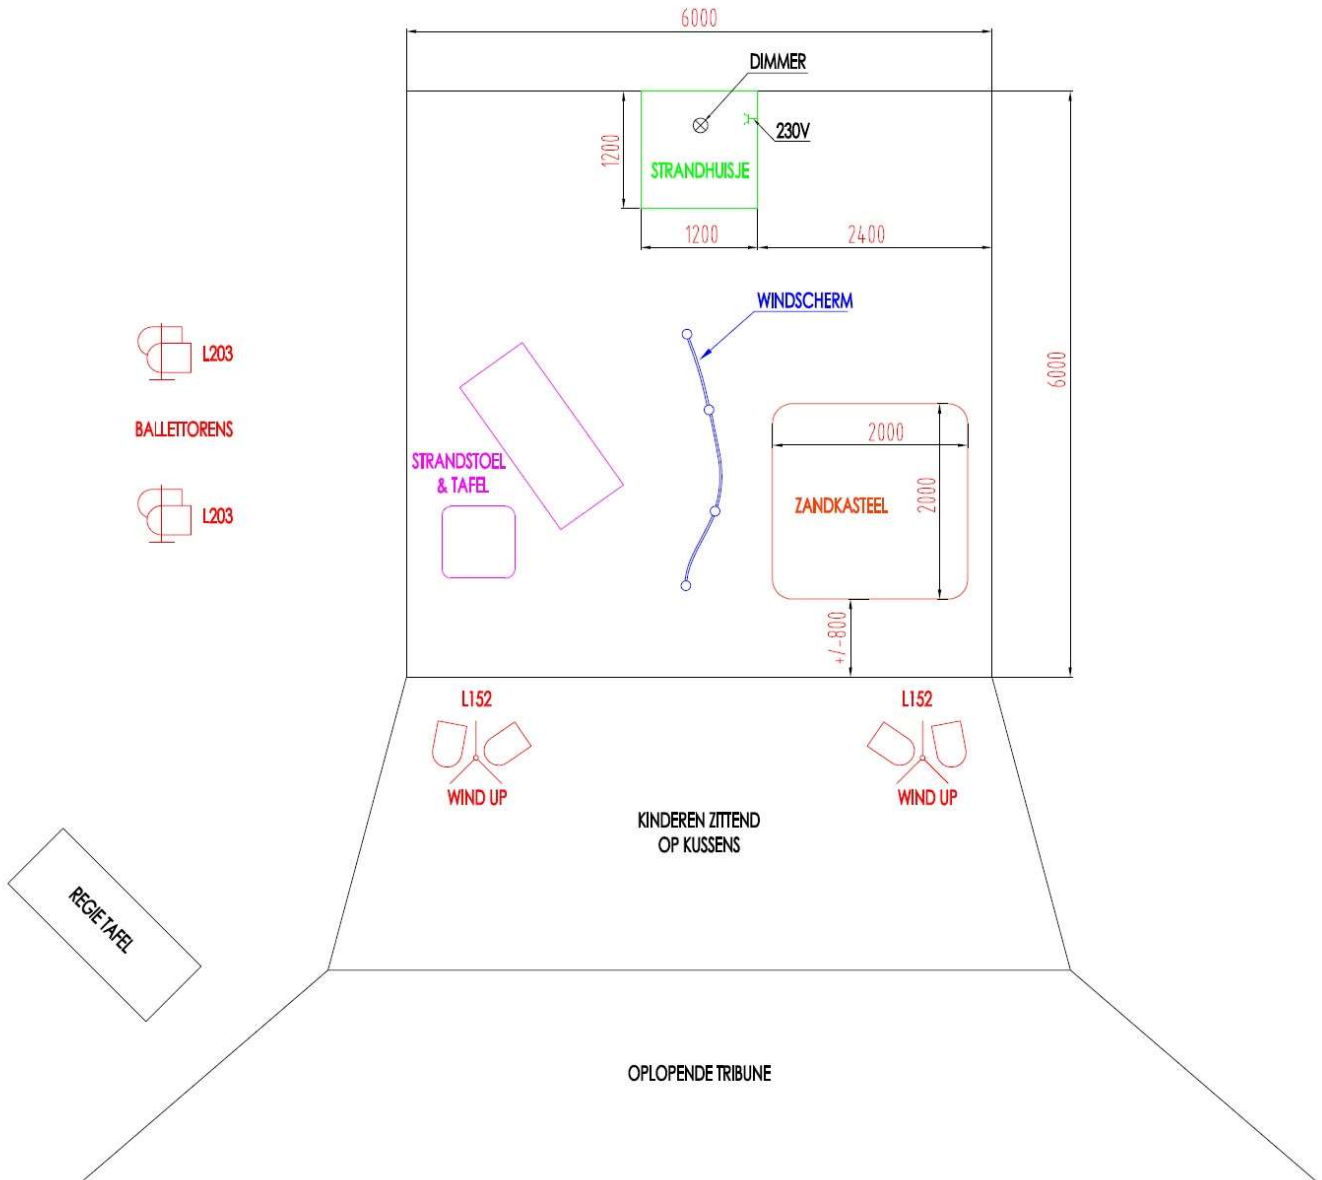 6000
DIMMER
230V
1200
STRANDHUISJE
1200
2400
WINDSCHERM
L203
6000
BALLETTORENS
2000
STRANDSTOEL
& TAFEL
2000
ZANDKASTEEL
L203
+/-800
L152
L152
WIND UP
WIND UP
KINDEREN ZITTEND
OP KUSSENS
REGIE TAFEL
OPLOPENDE TRIBUNE